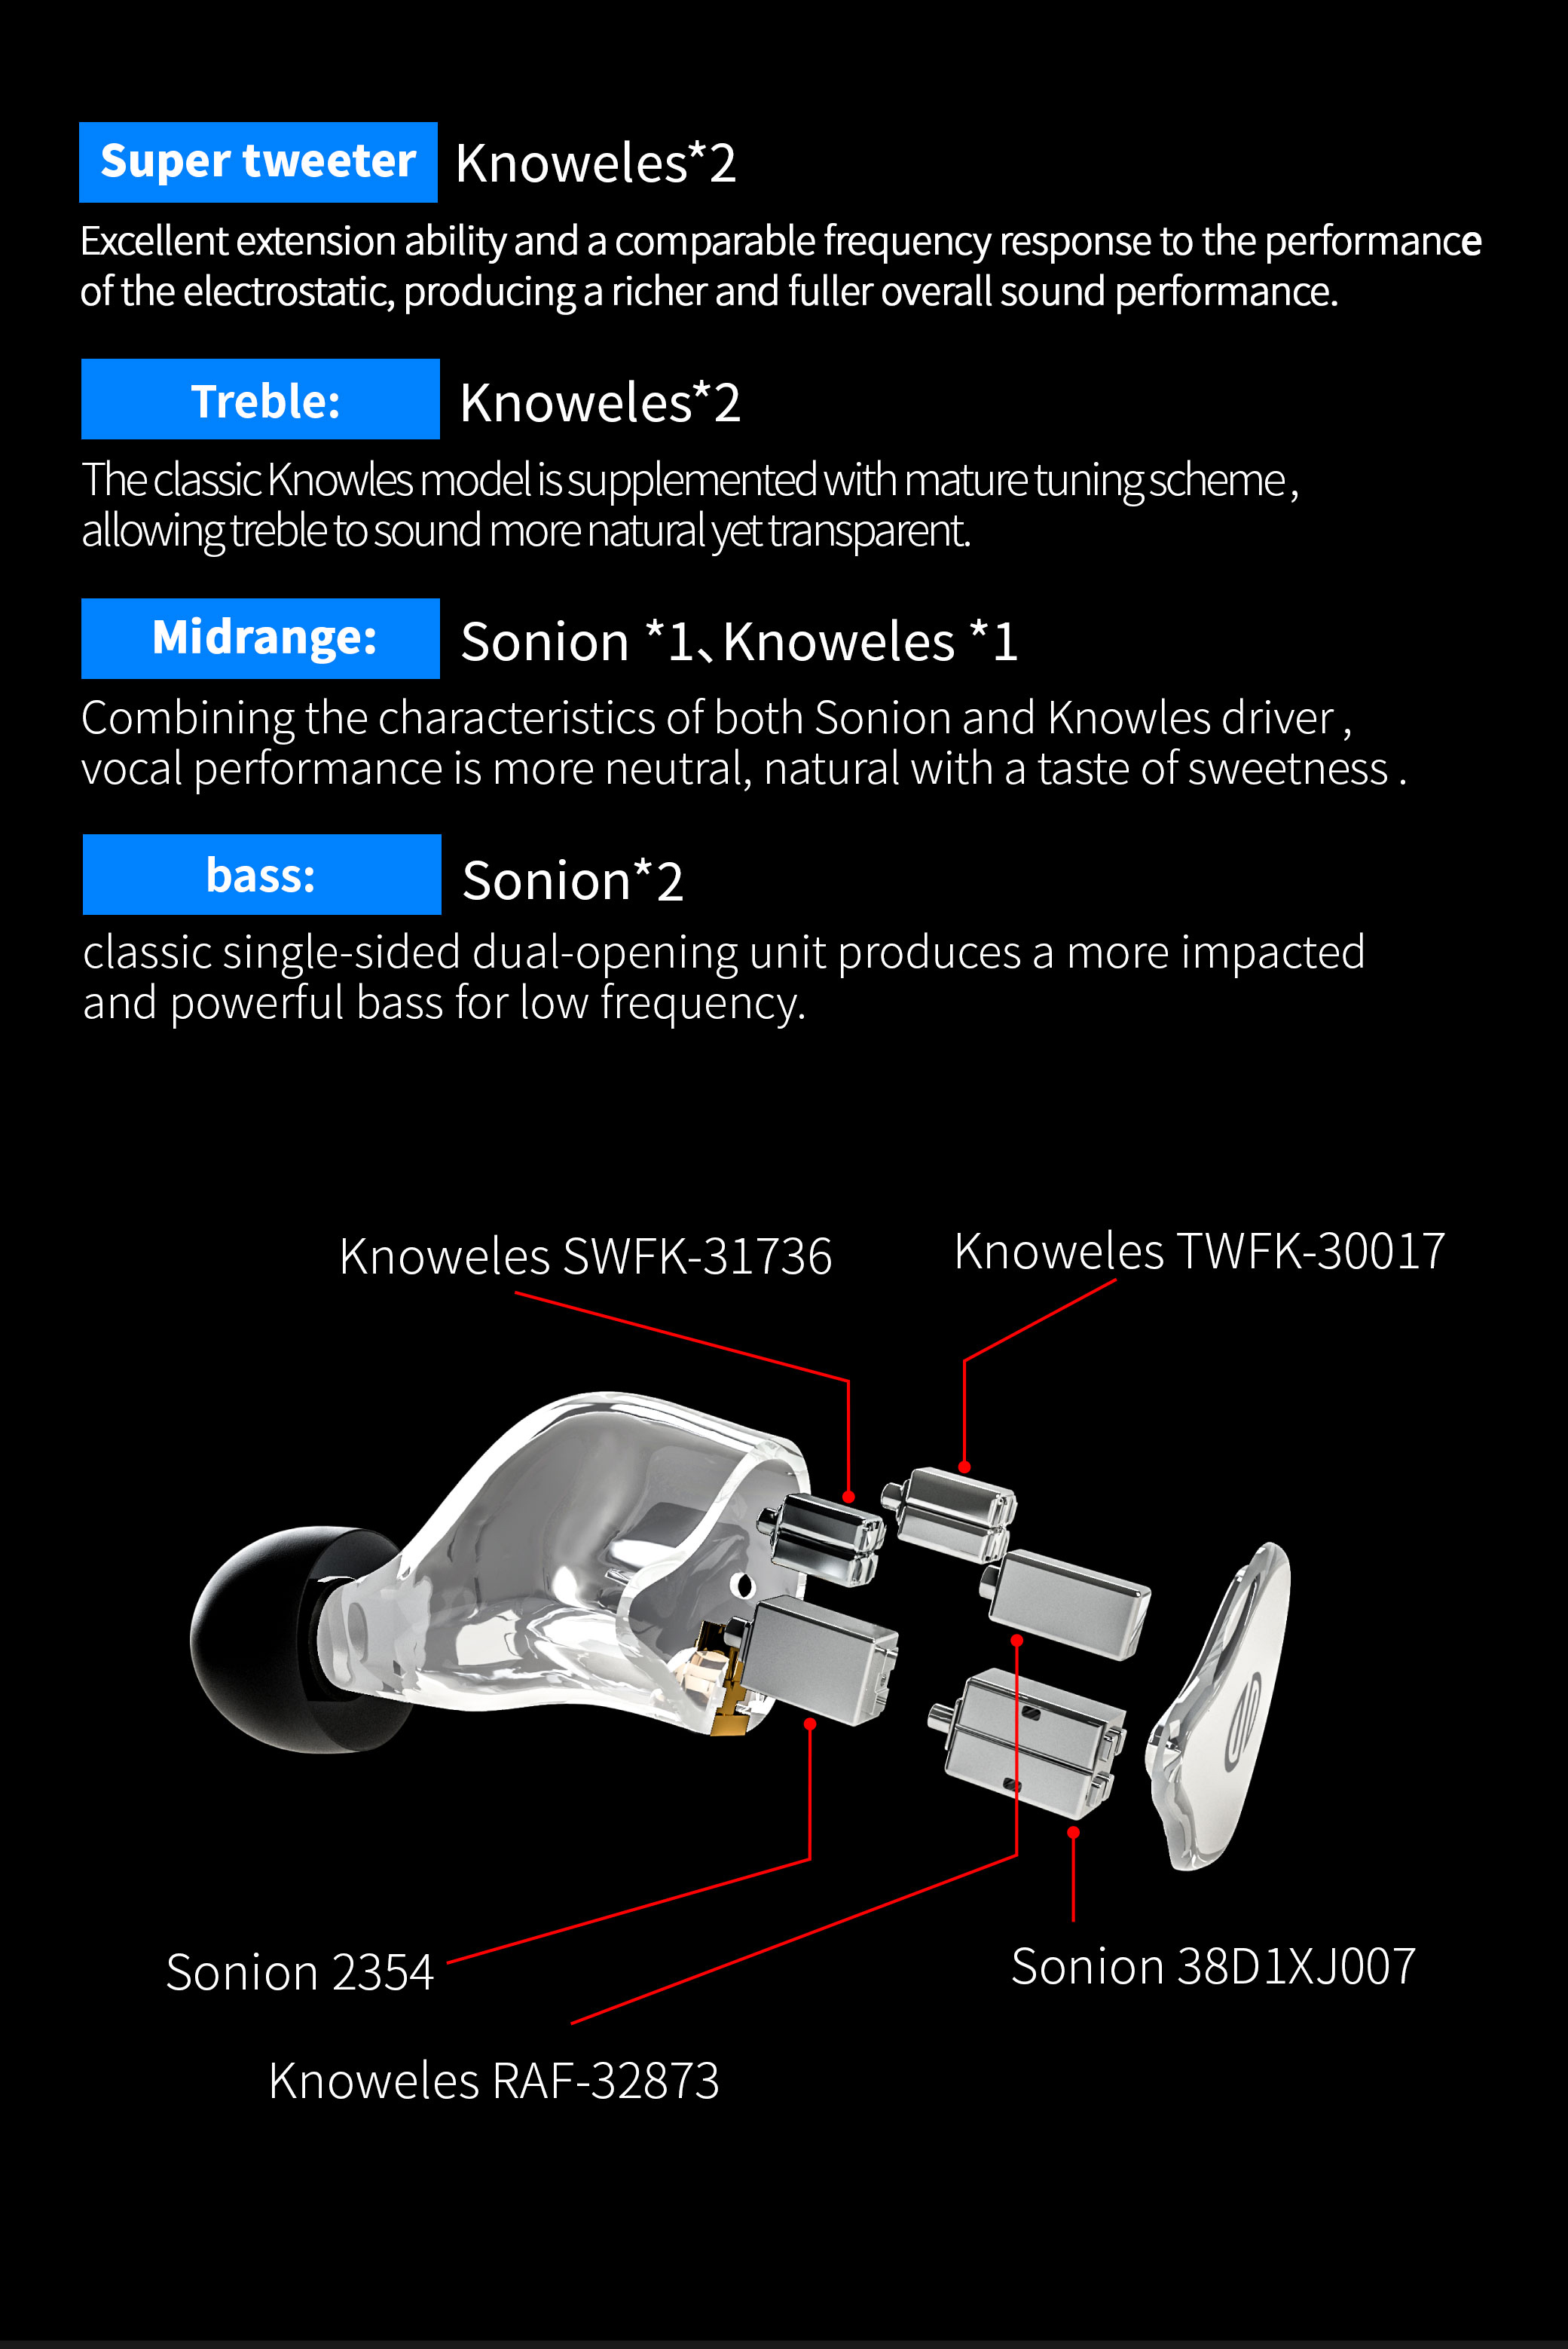 Super tweeter Knoweles*2
Excellent extension ability and a comparable frequency response to the performance
of the electrostatic, producing a richer and fuller overall sound performance.
Treble: Knoweles*2
The classic Knowles model is supplemented with mature tuning scheme ,
allowing treble to sound more natural yet transparent.
Midrange: Sonion *1、Knoweles *1
Combining the characteristics of both Sonion and Knowles driver ,
vocal performance is more neutral, natural with a taste of sweetness .
bass: Sonion*2
classic single-sided dual-opening unit produces a more impacted
and powerful bass for low frequency.
Knoweles SWFK-31736
Knoweles TWFK-30017
Sonion 2354
Sonion 38D1XJ007
Knoweles RAF-32873